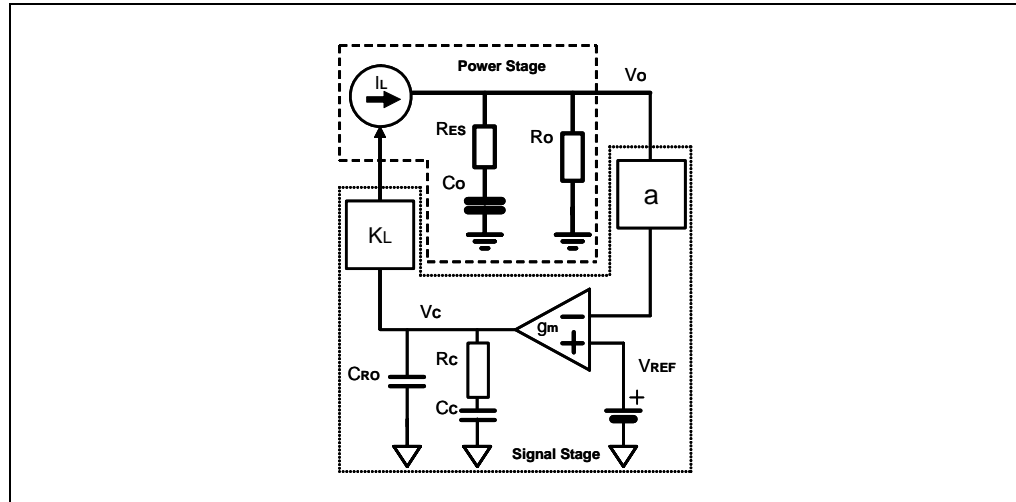 Power Stage
VO
IL
RES
RO
CO
a
KL
VC
gm
RC
CRO
VREF
CC
Signal Stage